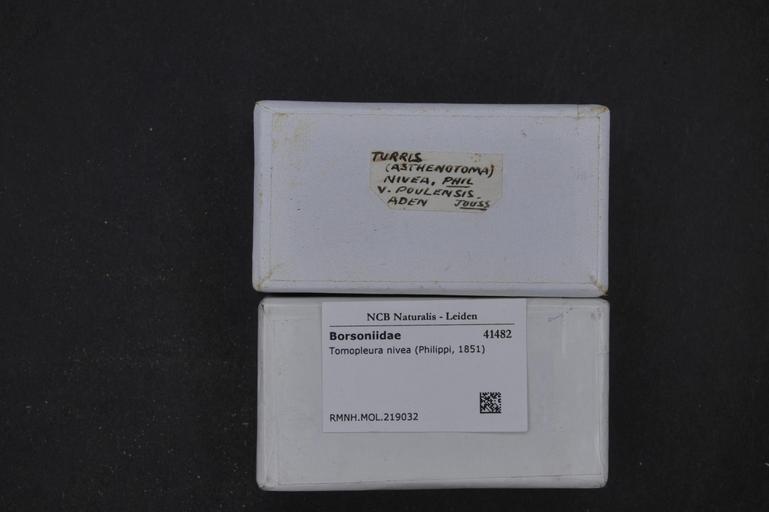 TURRIS
(ASTHENOTOMA)
NIVEA, PHIL
V. POULENSIS.
ADEN JOUSS
NCB Naturalis - Leiden
Borsoniidae 41482
Tomopleura nivea (Philippi, 1851)
RMNH.MOL.219032